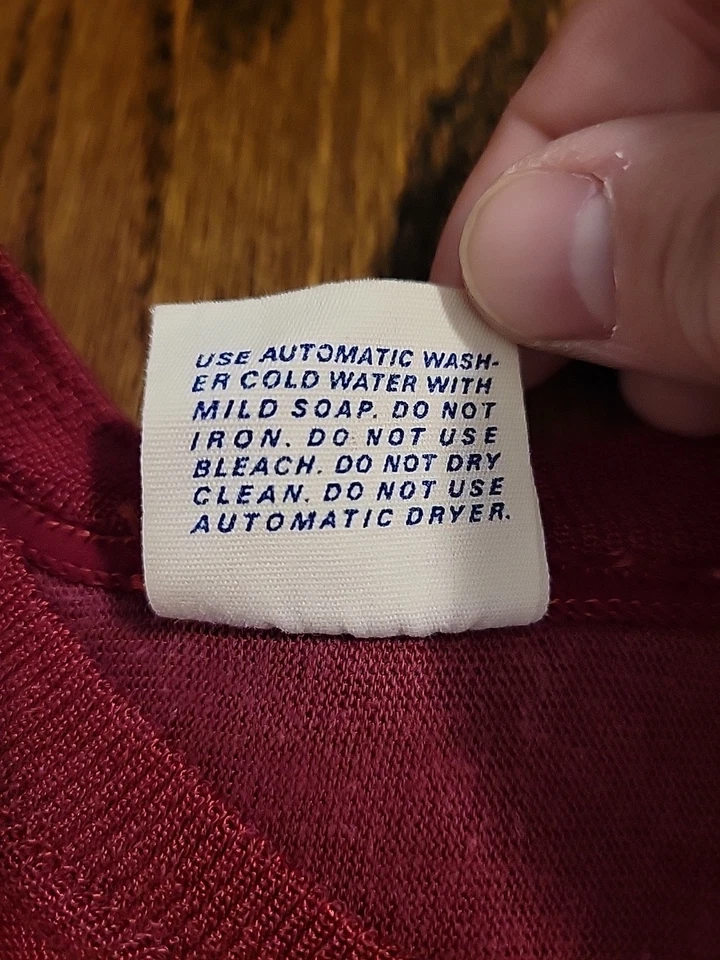 USE AUTOMATIC WASH-
ER COLD WATER WITH
MILD SOAP. DO NOT
IRON. DO NOT USE
BLEACH. DO NOT DRY
CLEAN. DO NOT USE
AUTOMATIC DRYER.